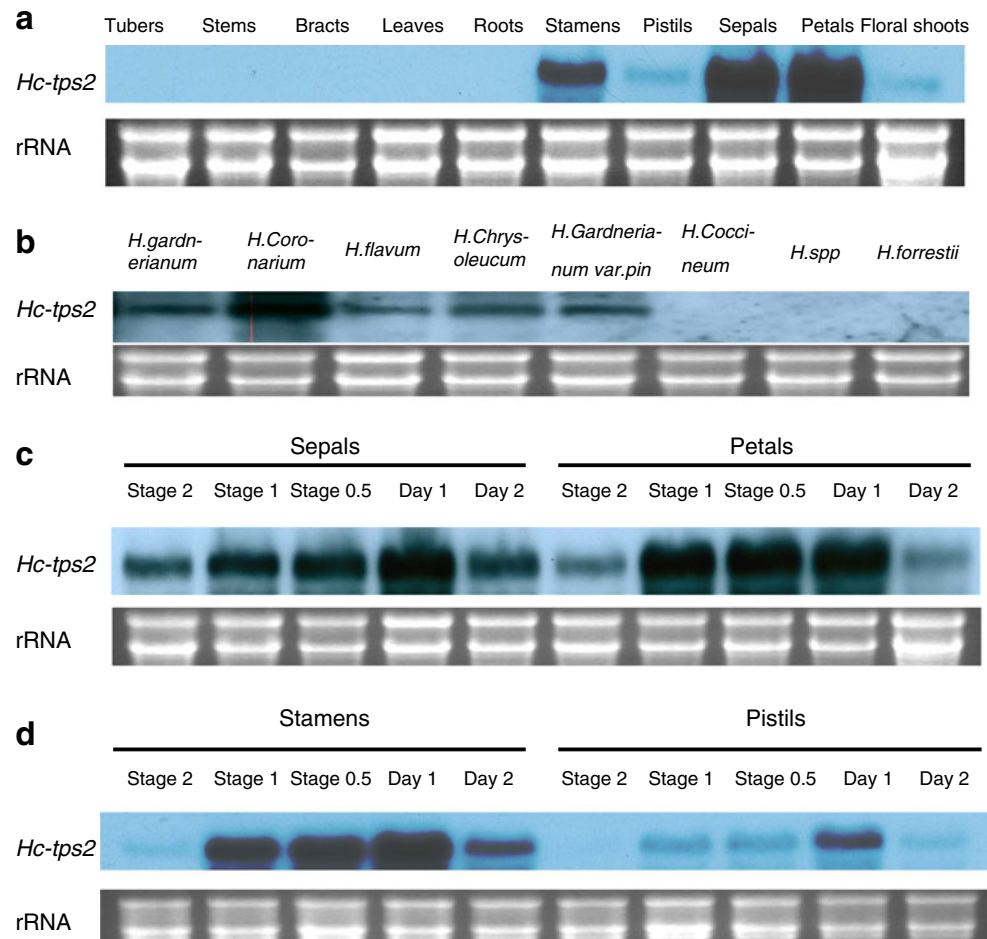 a
Tubers Stems Bracts Leaves Roots Stamens Pistils Sepals Petals Floral shoots
Hc-tps2
rRNA
b
H.gardn-
erianum
H.Coro-
narium
H.flavum
H.Chrys-
oleucum
H.Gardneria-
num var.pin
H.Cocci-
neum
H.spp
H.forrestii
Hc-tps2
rRNA
c
Sepals Petals
Stage 2 Stage 1 Stage 0.5 Day 1 Day 2 Stage 2 Stage 1 Stage 0.5 Day 1 Day 2
Hc-tps2
rRNA
d
Stamens Pistils
Stage 2 Stage 1 Stage 0.5 Day 1 Day 2 Stage 2 Stage 1 Stage 0.5 Day 1 Day 2
Hc-tps2
rRNA